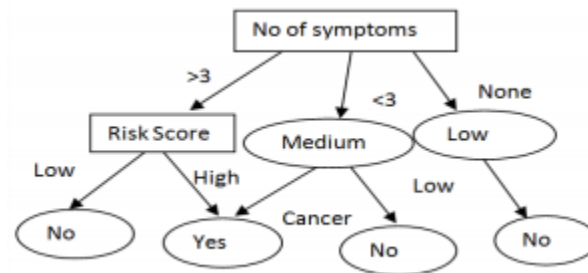 No of symptoms
>3
<3
None
Risk Score
Medium
Low
Low
High
Cancer
Low
No
Yes
No
No